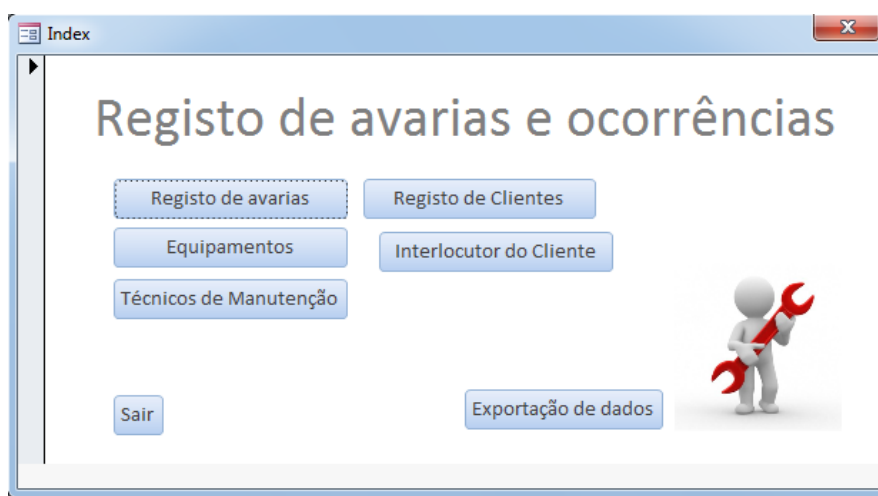 Index
Registo de avarias e ocorrências
Registo de avarias
Registo de Clientes
Equipamentos
Interlocutor do Cliente
Técnicos de Manutenção
Sair
Exportação de dados